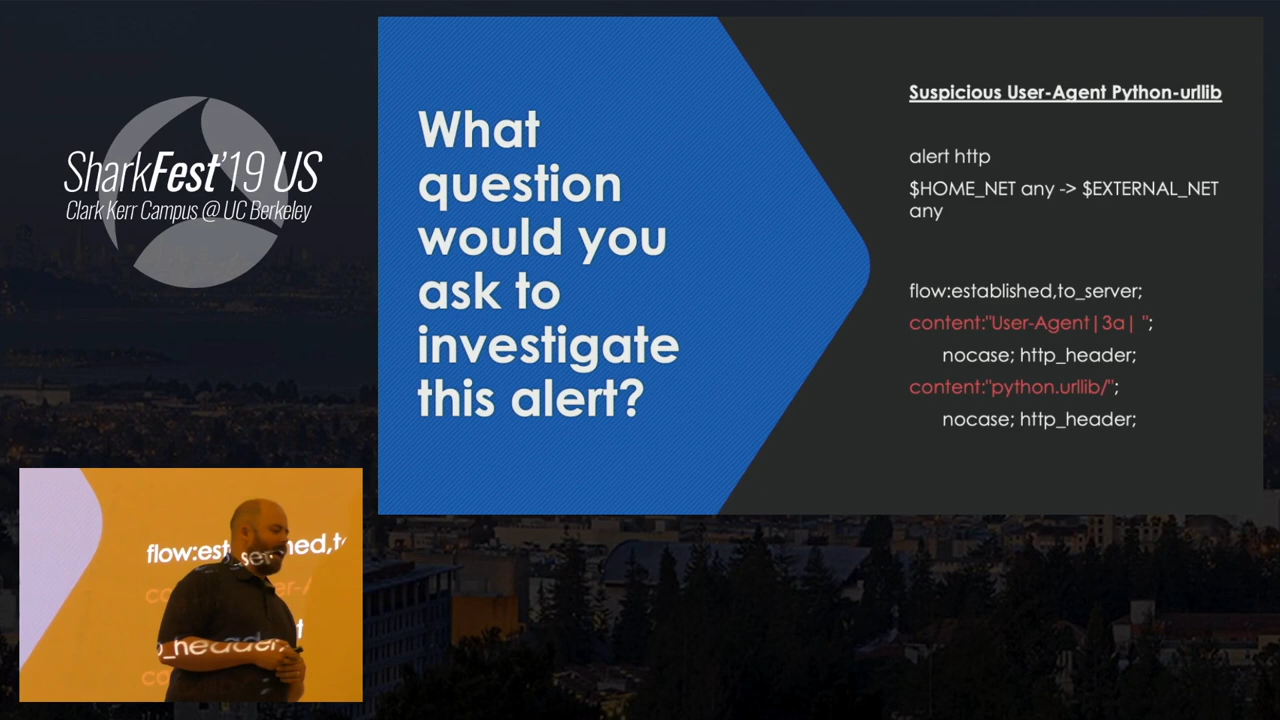 SharkFest'19 US
Clark Kerr Campus @ UC Berkeley
What
question
would you
ask to
investigate
this alert?
Suspicious User-Agent Python-urllib
alert http
$HOME_NET any -> $EXTERNAL_NET
any
flow:established,to_server;
content:"User-Agent|3a| ";
nocase; http_header;
content:"python.urllib/";
nocase; http_header;